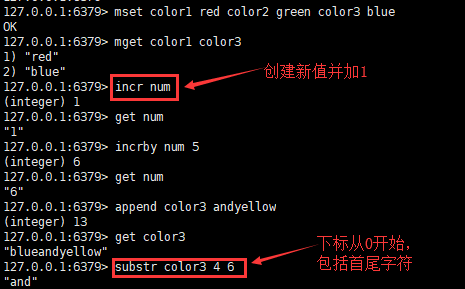 127.0.0.1:6379> mset color1 red color2 green color3 blue
OK
127.0.0.1:6379> mget color1 color3
1) "red"
2) "blue"
127.0.0.1:6379> incr num
创建新值并加1
(integer) 1
127.0.0.1:6379> get num
"1"
127.0.0.1:6379> incrby num 5
(integer) 6
127.0.0.1:6379> get num
"6"
127.0.0.1:6379> append color3 andyellow
(integer) 13
127.0.0.1:6379> get color3
"blueandyellow"
127.0.0.1:6379> substr color3 4 6
下标从0开始，
包括首尾字符
"and"